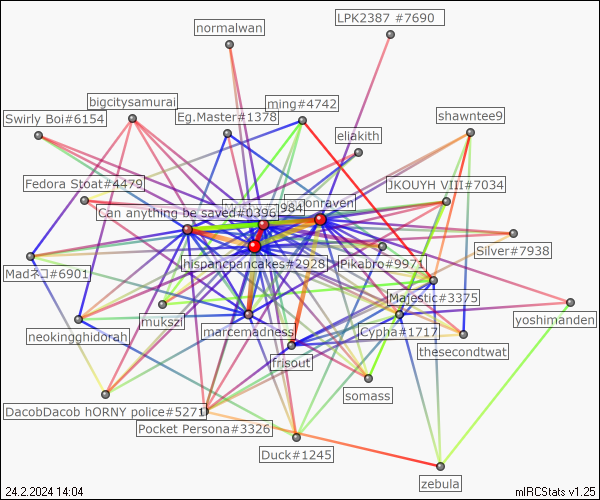 LPK2387 #7690
normalwan
bigcitysamurai
ming#4742
Swirly Boi#6154
Eg.Master#1378
shawntee9
eliakith
Fedora Stoat#4479
JKOUYH VIII#7034
onraven
Can anything be saved#0396
1984
Silver#7938
hispancpancakes#2928
Pikabro#9971
Madネコ#6901
Majestic#3375
mukszi
yoshimanden
marcemadness
Cypha#1717
neokingghidorah
thesecondtwat
frisout
somass
DacobDacob hORNY police#5271
Pocket Persona#3326
Duck#1245
zebula
24.2.2024 14:04
mIRCStats v1.25